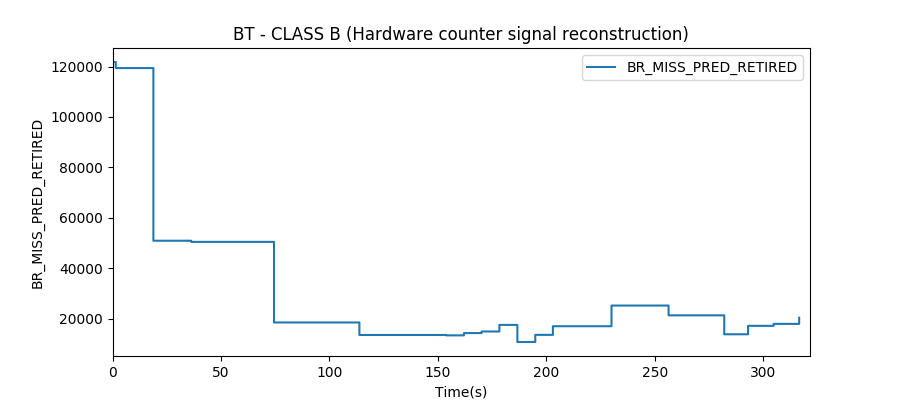 BT - CLASS B (Hardware counter signal reconstruction)
BR_MISS_PRED_RETIRED
120000
100000
80000
60000
40000
20000
BR_MISS_PRED_RETIRED
0 50 100 150 200 250 300
Time(s)